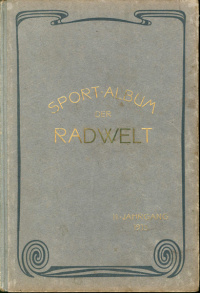 SPORT-ALBUM
DER
RADWELT
JAHRGANG